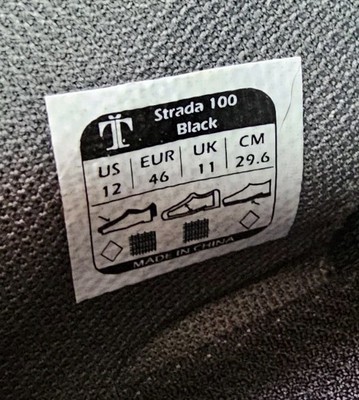 Strada 100
Black
US EUR UK CM
12 46 11 29.6
MADE IN CHINA